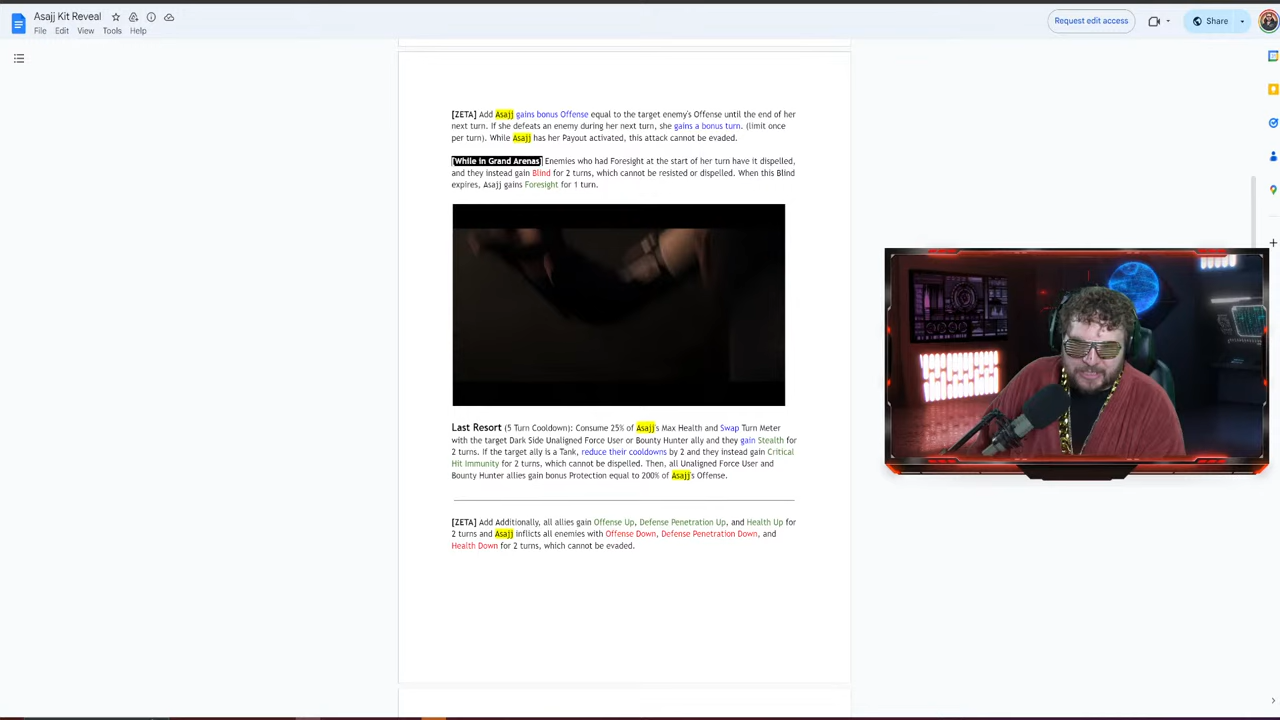 Asajj Kit Reveal
File Edit View Tools Help
Request edit access
Share
[ZETA] Add Asajj gains bonus Offense equal to the target enemy's Offense until the end of her
next turn. If she defeats an enemy during her next turn, she gains a bonus turn. (limit once
per turn). While Asajj has her Payout activated, this attack cannot be evaded.
[While in Grand Arenas] Enemies who had Foresight at the start of her turn have it dispelled,
and they instead gain Blind for 2 turns, which cannot be resisted or dispelled. When this Blind
expires, Asajj gains Foresight for 1 turn.
Last Resort (5 Turn Cooldown): Consume 25% of Asajj's Max Health and Swap Turn Meter
with the target Dark Side Unaligned Force User or Bounty Hunter ally and they gain Stealth for
2 turns. If the target ally is a Tank, reduce their cooldowns by 2 and they instead gain Critical
Hit Immunity for 2 turns, which cannot be dispelled. Then, all Unaligned Force User and
Bounty Hunter allies gain bonus Protection equal to 200% of Asajj's Offense.
[ZETA] Add Additionally, all allies gain Offense Up, Defense Penetration Up, and Health Up for
2 turns and Asajj inflicts all enemies with Offense Down, Defense Penetration Down, and
Health Down for 2 turns, which cannot be evaded.